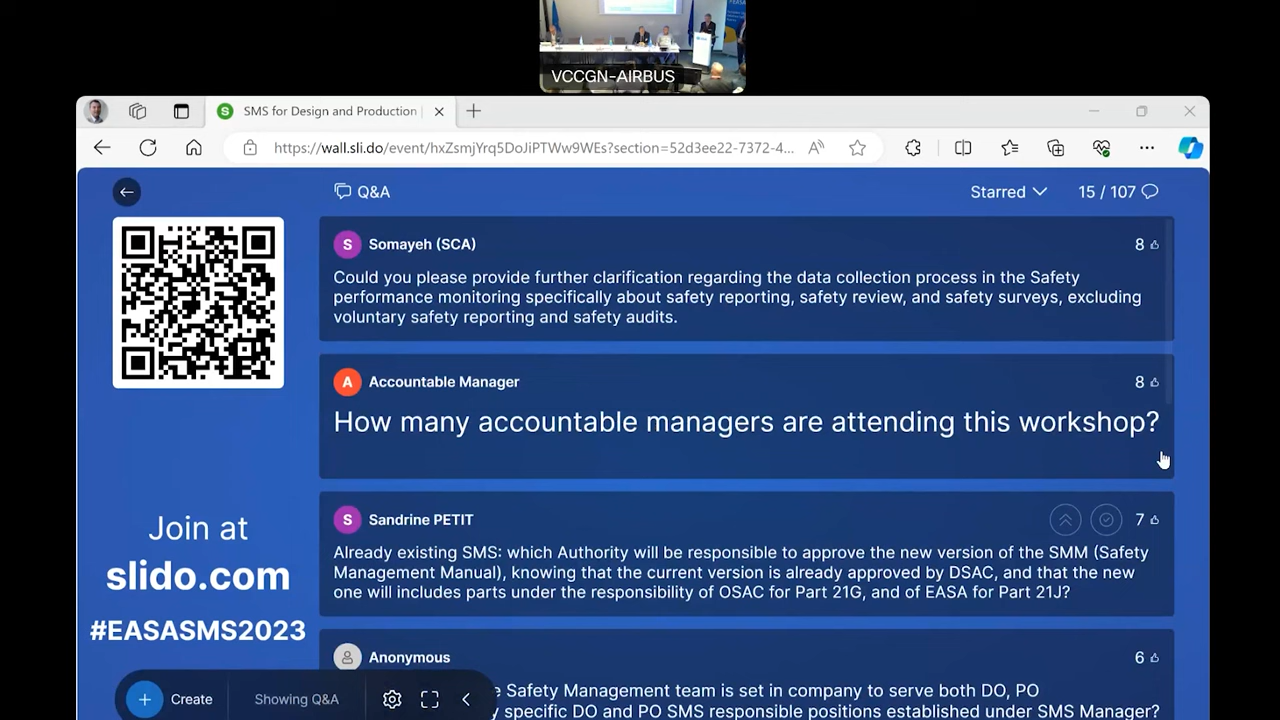 VCCGN-AIRBUS
SMS for Design and Production
https://wall.sli.do/event/hxZsmjYrq5DoJiPTWw9WEs?section=52d3ee22-7372-4...
Q&A
Starred
15 / 107
S
Somayeh (SCA)
8
Could you please provide further clarification regarding the data collection process in the Safety
performance monitoring specifically about safety reporting, safety review, and safety surveys, excluding
voluntary safety reporting and safety audits.
A
Accountable Manager
8
How many accountable managers are attending this workshop?
S
Sandrine PETIT
7
Already existing SMS: which Authority will be responsible to approve the new version of the SMM (Safety
Management Manual), knowing that the current version is already approved by DSAC, and that the new
one will includes parts under the responsibility of OSAC for Part 21G, and of EASA for Part 21J?
Anonymous
6
Safety Management team is set in company to serve both DO, PO
specific DO and PO SMS responsible positions established under SMS Manager?
Join at
slido.com
#EASASMS2023
Create
Showing Q&A